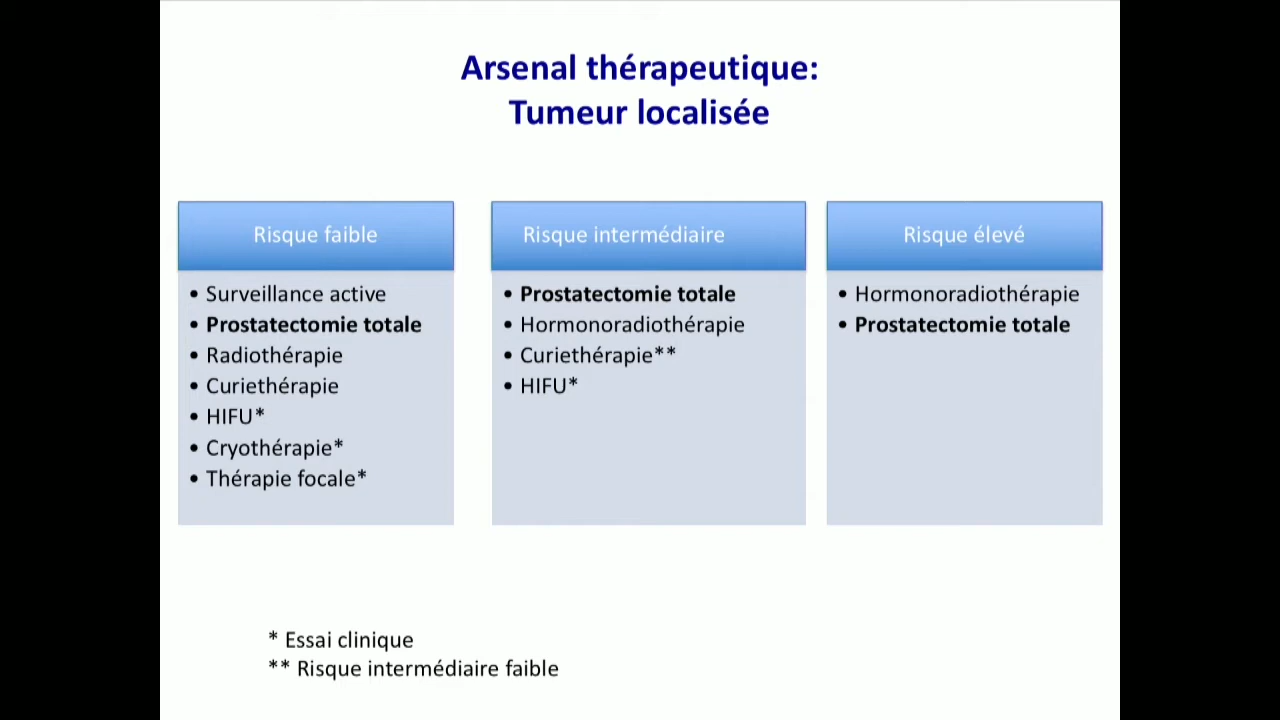 Arsenal thérapeutique:
Tumeur localisée
Risque faible
• Surveillance active
• Prostatectomie totale
• Radiothérapie
• Curiethérapie
• HIFU*
• Cryothérapie*
• Thérapie focale*
Risque intermédiaire
• Prostatectomie totale
• Hormonoradiothérapie
• Curiethérapie**
• HIFU*
Risque élevé
• Hormonoradiothérapie
• Prostatectomie totale
* Essai clinique
** Risque intermédiaire faible